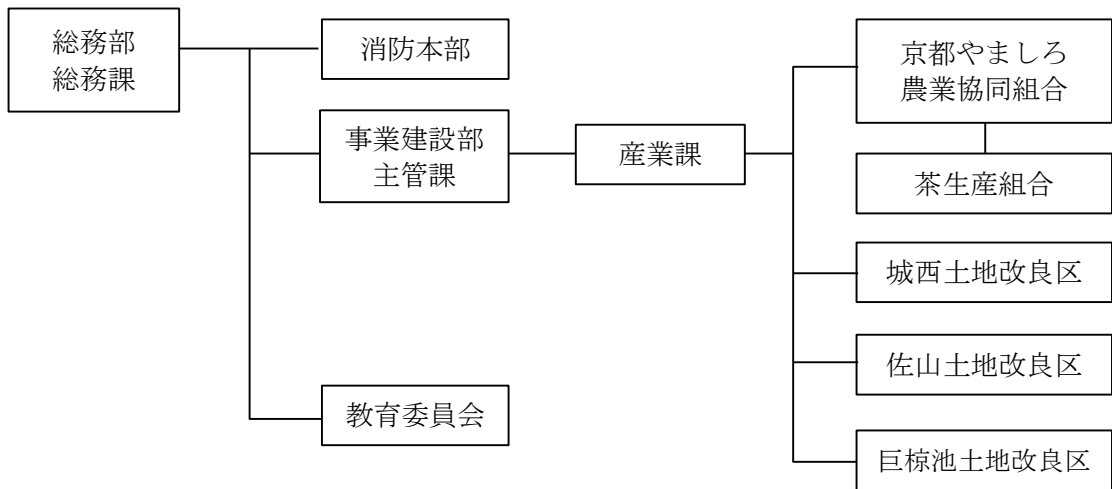 総務部
総務課
消防本部
事業建設部
主管課
教育委員会
産業課
京都やましろ
農業協同組合
茶生産組合
城西土地改良区
佐山土地改良区
巨椋池土地改良区